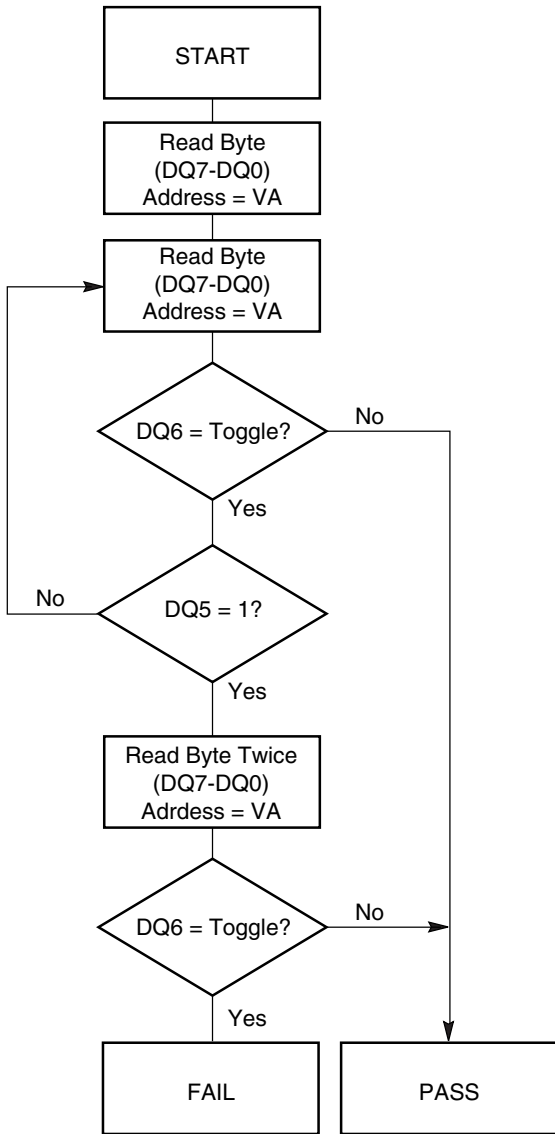 START
Read Byte
(DQ7-DQ0)
Address = VA
Read Byte
(DQ7-DQ0)
Address = VA
DQ6 = Toggle?
No
Yes
No
DQ5 = 1?
Yes
Read Byte Twice
(DQ7-DQ0)
Adrdess = VA
DQ6 = Toggle?
No
Yes
FAIL
PASS